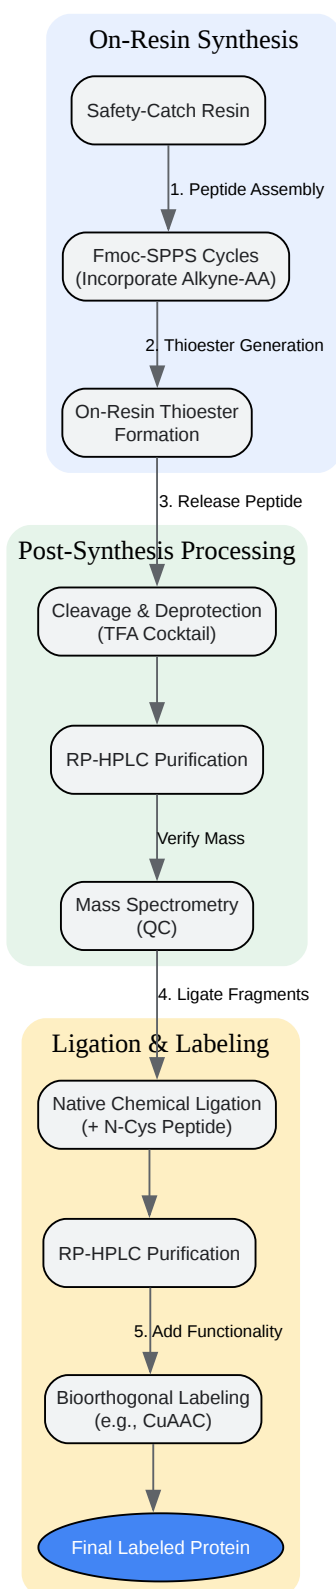 On-Resin Synthesis
Safety-Catch Resin
1. Peptide Assembly
Fmoc-SPPS Cycles
(Incorporate Alkyne-AA)
2. Thioester Generation
On-Resin Thioester
Formation
3. Release Peptide
Post-Synthesis Processing
Cleavage & Deprotection
(TFA Cocktail)
RP-HPLC Purification
Verify Mass
Mass Spectrometry
(QC)
4. Ligate Fragments
Ligation & Labeling
Native Chemical Ligation
(+ N-Cys Peptide)
RP-HPLC Purification
5. Add Functionality
Bioorthogonal Labeling
(e.g., CuAAC)
Final Labeled Protein